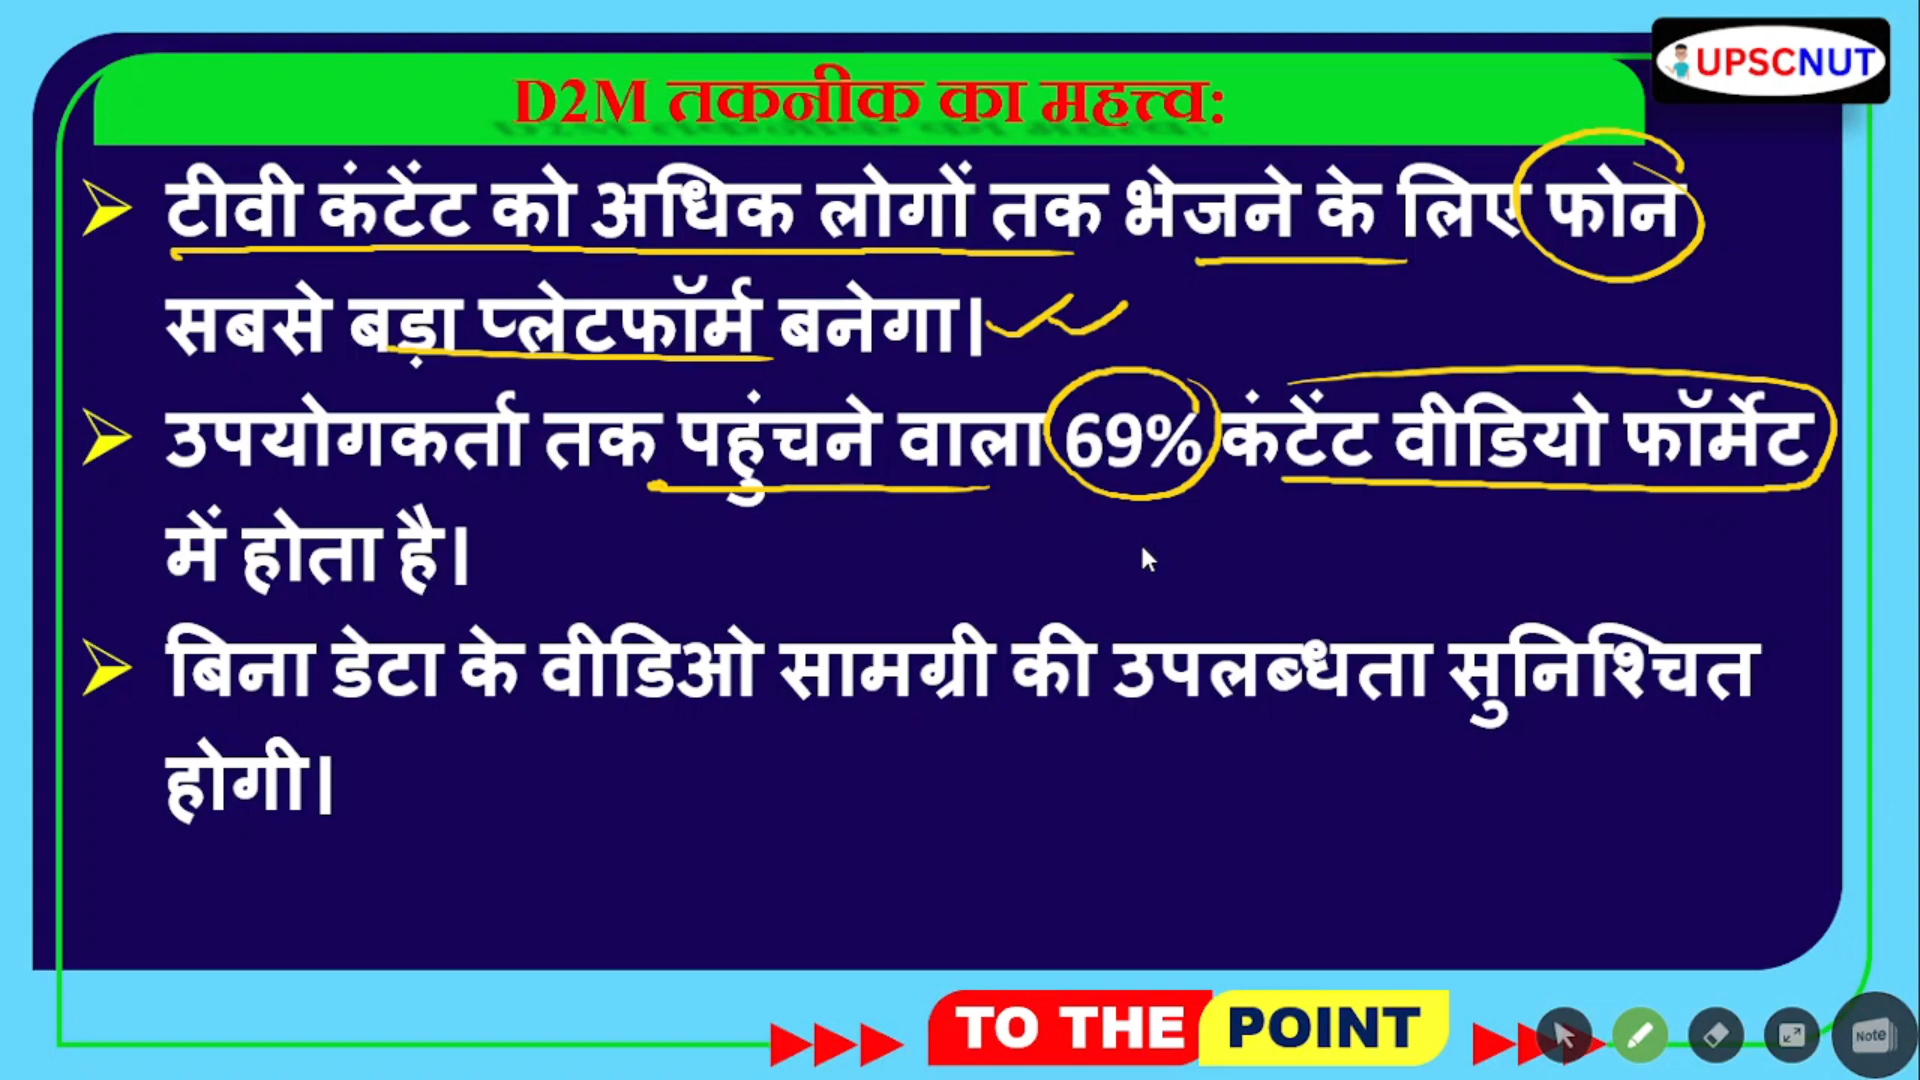 UPSCNUT
D2M तकनीक का महत्त्व:
टीवी कंटेंट को अधिक लोगों तक भेजने के लिए फोन
सबसे बड़ा प्लेटफॉर्म बनेगा।
उपयोगकर्ता तक पहुंचने वाला 69% कंटेंट वीडियो फॉर्मेट
में होता है।
बिना डेटा के वीडिओ सामग्री की उपलब्धता सुनिश्चित
होगी।
TO THE POINT
Note